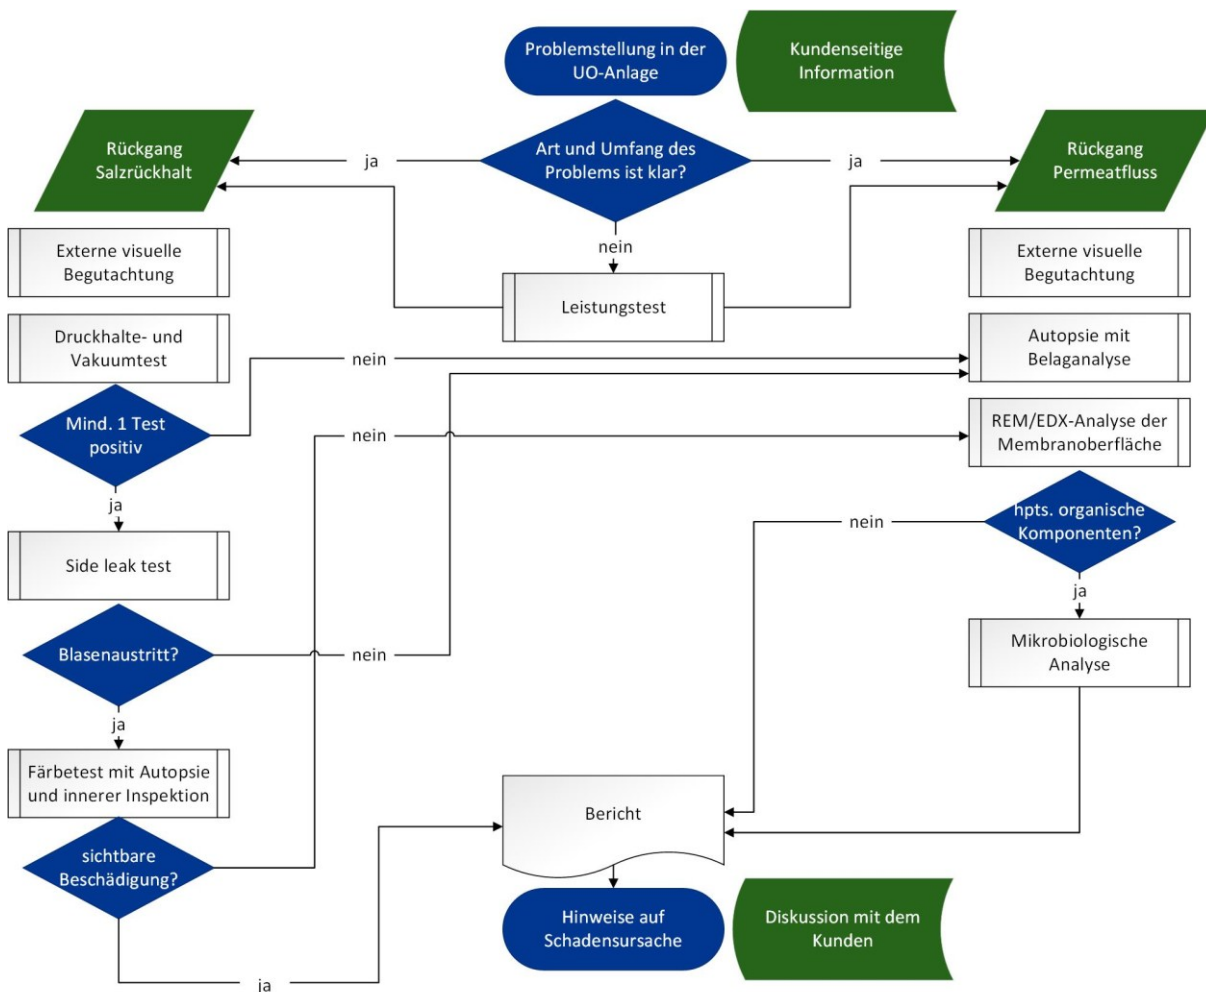 Problemstellung in der
UO-Anlage
Kundenseitige
Information
Rückgang
Salzrückhalt
ja
Art und Umfang des
Problems ist klar?
ja
Rückgang
Permeatfluss
nein
Externe visuelle
Begutachtung
Leistungstest
Externe visuelle
Begutachtung
Druckhalte- und
Vakuumtest
nein
Autopsie mit
Belaganalyse
Mind. 1 Test
positiv
nein
REM/EDX-Analyse der
Membranoberfläche
ja
nein
hpts. organische
Komponenten?
Side leak test
ja
Blasenaustritt?
nein
Mikrobiologische
Analyse
ja
Färbetest mit Autopsie
und innerer Inspektion
Bericht
sichtbare
Beschädigung?
Hinweise auf
Schadensursache
Diskussion mit dem
Kunden
ja